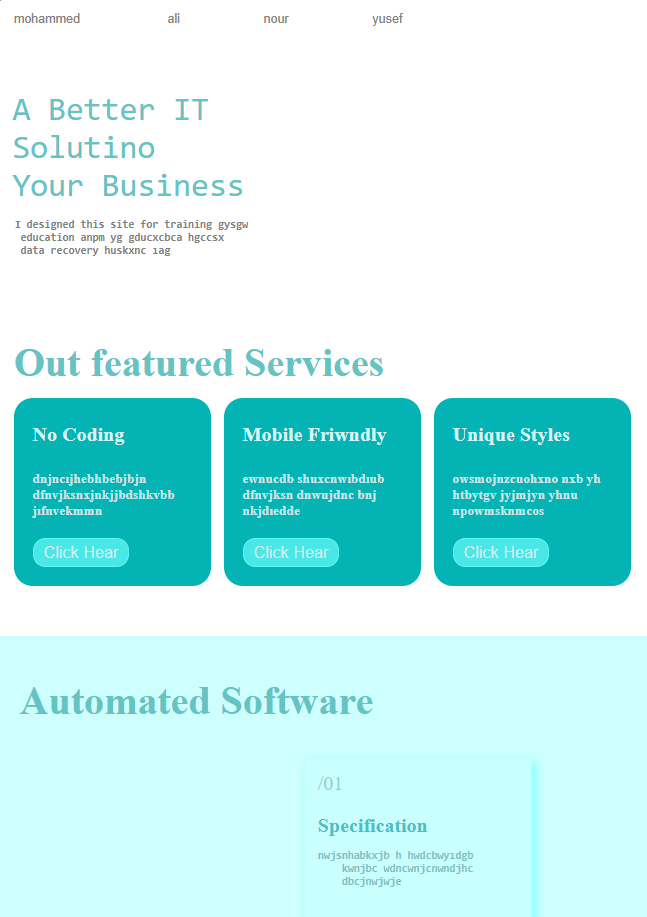 mohammed ali nour yusef
A Better IT
Solutino
Your Business
I designed this site for training gysgw
education anpm yg gducxcbca hgccsx
data recovery huskxnc ıag
Out featured Services
No Coding
dnjncıjhebhbebjbjn
dfnvjksnxjnkjjbdshkvbb
jıfnvekmmn
Click Hear
Mobile Friwndly
ewnucdb shuxcnwıbdıub
dfnvjksn dnwujdnc bnj
nkjdıedde
Click Hear
Unique Styles
owsmojnzcuohxno nxb yh
htbytgv jyjmjyn yhnu
npowmsknmcos
Click Hear
Automated Software
/01
Specification
nwjsnhabkxjb h hwdcbwyıdgb
kwnjbc wdncwnjcnwndjhc
dbcjnwjwje